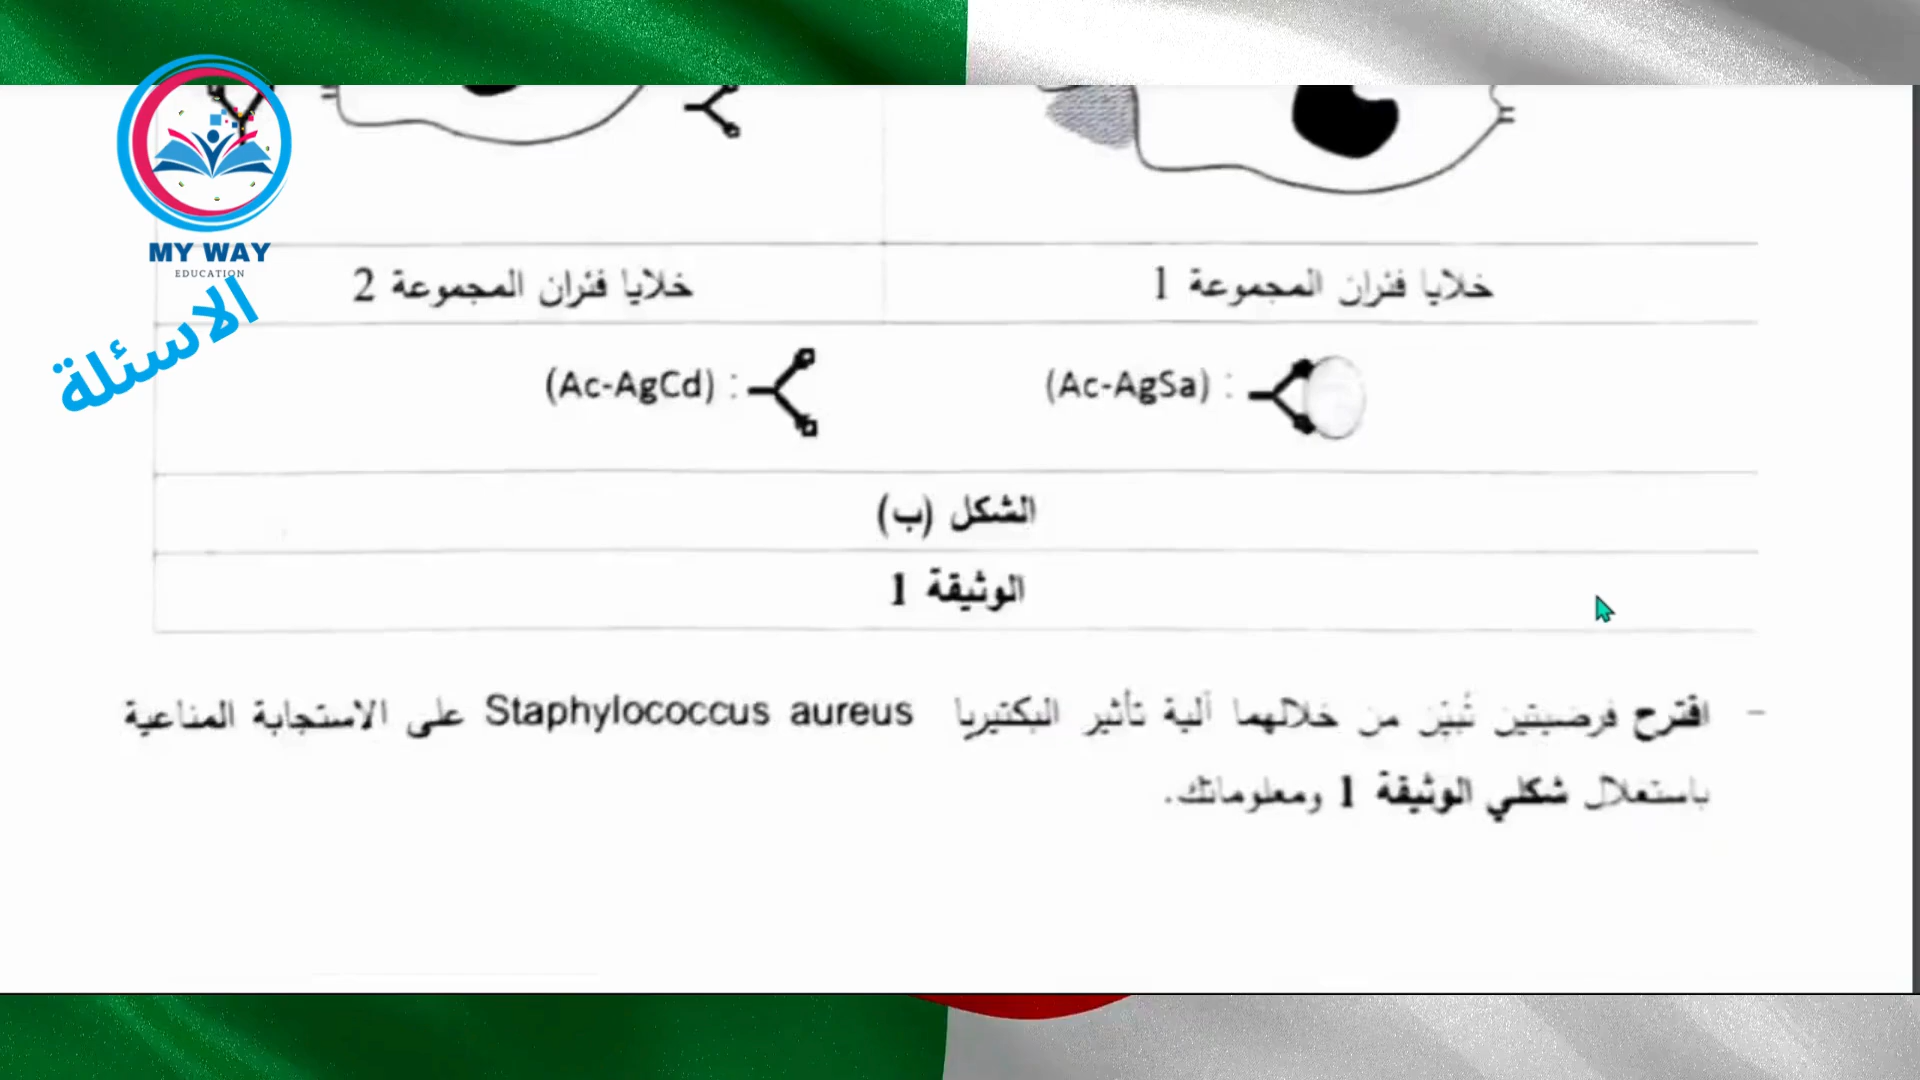 MY WAY
EDUCATION
الاسئلة
خلايا فئران المجموعة 1
خلايا فئران المجموعة 2
(Ac-AgSa) :
(Ac-AgCd) :
الشكل (ب)
الوثيقة 1
- اقترح فرضيتين تُبيّن من خلالهما آلية تأثير البكتيريا Staphylococcus aureus على الاستجابة المناعية
باستغلال شكلي الوثيقة 1 ومعلوماتك.